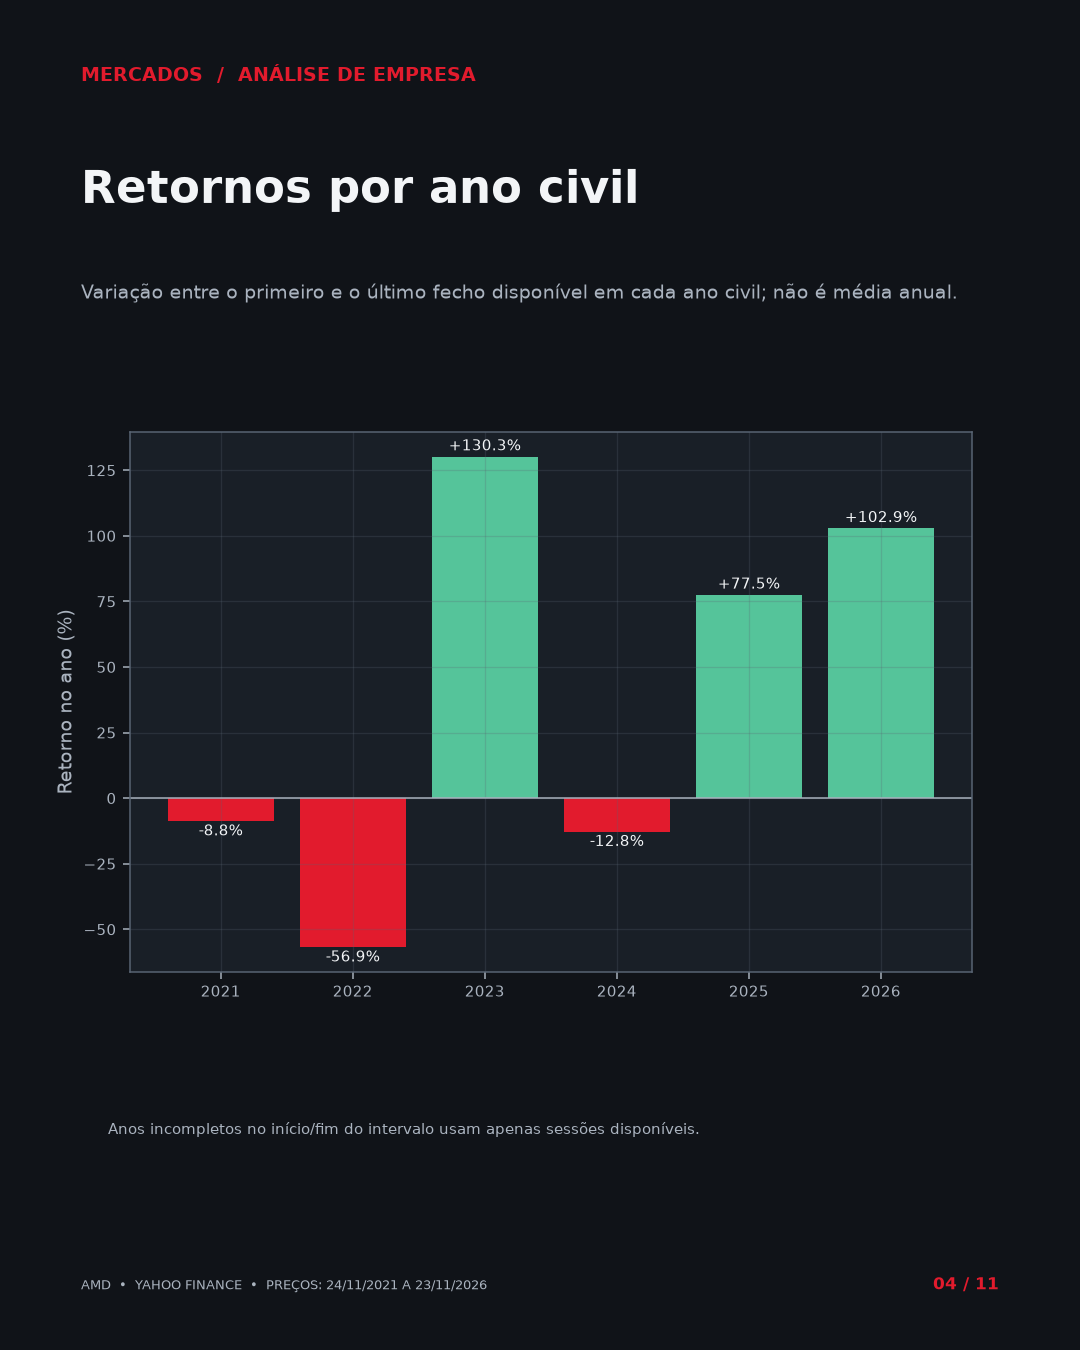 MERCADOS / ANÁLISE DE EMPRESA
Retornos por ano civil
Variação entre o primeiro e o último fecho disponível em cada ano civil; não é média anual.
Retorno no ano (%)
125
100
75
50
25
0
−25
−50
+130.3%
+102.9%
+77.5%
-8.8%
-12.8%
-56.9%
2021 2022 2023 2024 2025 2026
Anos incompletos no início/fim do intervalo usam apenas sessões disponíveis.
AMD • YAHOO FINANCE • PREÇOS: 24/11/2021 A 23/11/2026
04 / 11